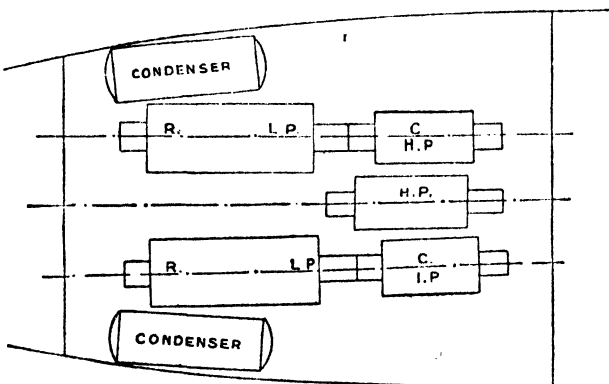 CONDENSER
R. L.P.
C.
H.P
H.P.
R. L.P
C.
I.P
CONDENSER